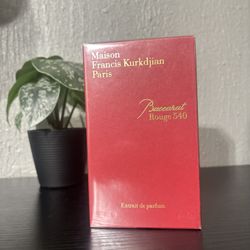 Maison
Francis Kurkdjian
Paris
Baccarat
Rouge 540
Extrait de parfum